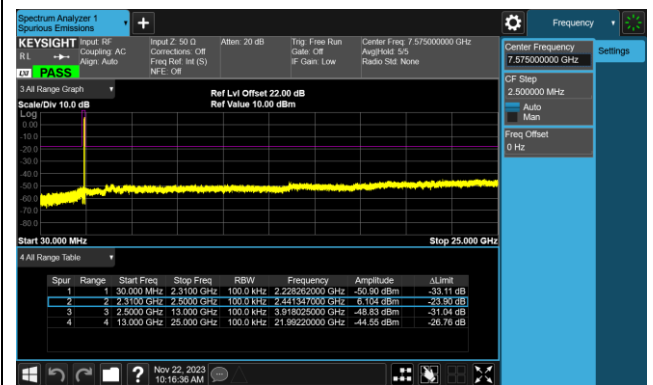 Spectrum Analyzer 1
Spurious Emissions
Frequency
KEYSIGHT
RL
LXI
PASS
Input: RF
Coupling: AC
Align: Auto
Input Z: 50 Ω
Corrections: Off
Freq Ref: Int (S)
NFE: Off
Atten: 20 dB
Trig: Free Run
Gate: Off
IF Gain: Low
Center Freq: 7.575000000 GHz
Avg|Hold: 5/5
Radio Std: None
Center Frequency
7.575000000 GHz
Settings
CF Step
2.500000 MHz
Auto
Man
Freq Offset
0 Hz
3 All Range Graph
Scale/Div 10.0 dB
Ref Lvl Offset 22.00 dB
Ref Value 10.00 dBm
Log
0.00
-10.0
-20.0
-30.0
-40.0
-50.0
-60.0
-70.0
-80.0
Start 30.000 MHz
Stop 25.000 GHz
4 All Range Table
Spur Range Start Freq Stop Freq RBW Frequency Amplitude ΔLimit
1 1 30.000 MHz 2.3100 GHz 100.0 kHz 2.228262000 GHz -50.90 dBm -33.11 dB
2 2 2.3100 GHz 2.5000 GHz 100.0 kHz 2.441347000 GHz 6.104 dBm -23.90 dB
3 3 2.5000 GHz 13.000 GHz 100.0 kHz 3.918025000 GHz -48.83 dBm -31.04 dB
4 4 13.000 GHz 25.000 GHz 100.0 kHz 21.99220000 GHz -44.55 dBm -26.76 dB
?
Nov 22, 2023
10:16:36 AM